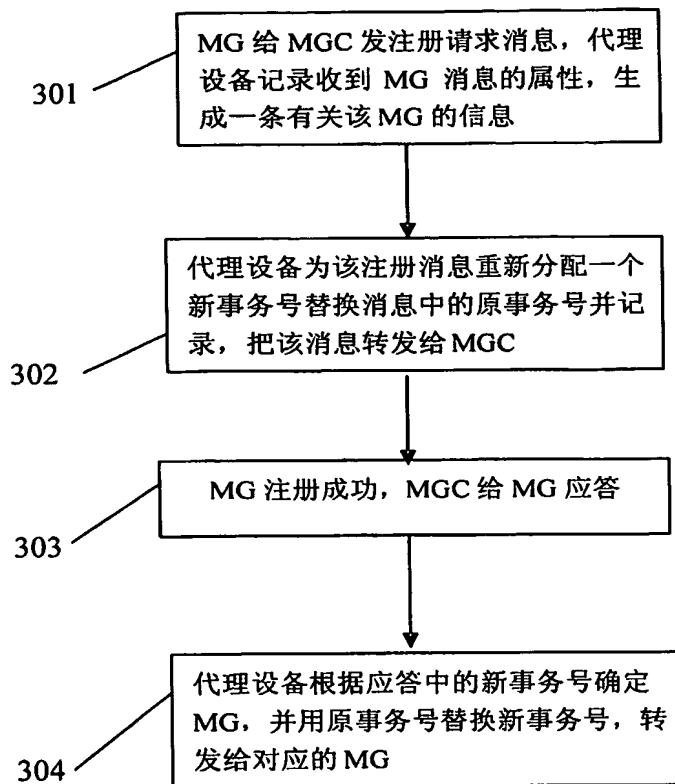 MG 给 MGC 发注册请求消息，代理
设备记录收到 MG 消息的属性，生
成一条有关该MG 的信息
301
代理设备为该注册消息重新分配一个
新事务号替换消息中的原事务号并记
录，把该消息转发给MGC
302
MG 注册成功，MGC 给 MG 应答
303
代理设备根据应答中的新事务号确定
MG，并用原事务号替换新事务号，转
发给对应的 MG
304